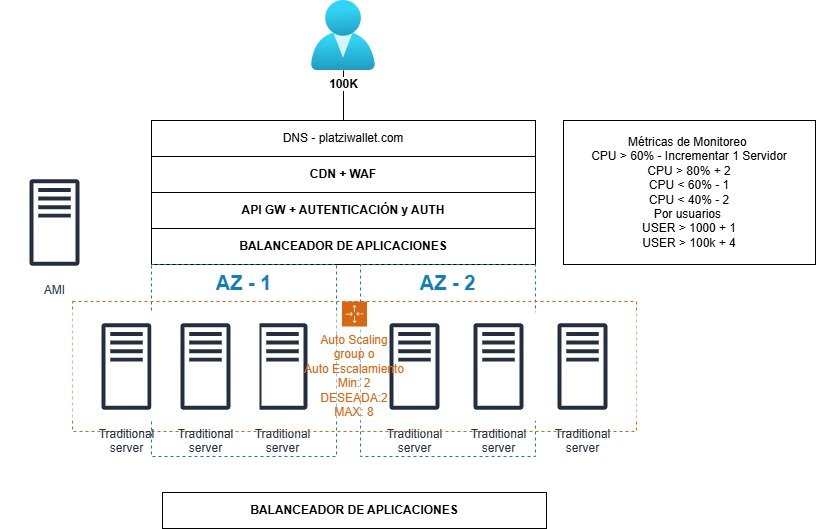 100K
DNS - platziwallet.com
CDN + WAF
API GW + AUTENTICACIÓN y AUTH
BALANCEADOR DE APLICACIONES
Métricas de Monitoreo
CPU > 60% - Incrementar 1 Servidor
CPU > 80% + 2
CPU < 60% - 1
CPU < 40% - 2
Por usuarios
USER > 1000 + 1
USER > 100k + 4
AMI
AZ - 1
AZ - 2
Auto Scaling
group o
Auto Escalamiento
Min: 2
DESEADA:2
MAX: 8
Traditional
server
Traditional
server
Traditional
server
Traditional
server
Traditional
server
Traditional
server
BALANCEADOR DE APLICACIONES